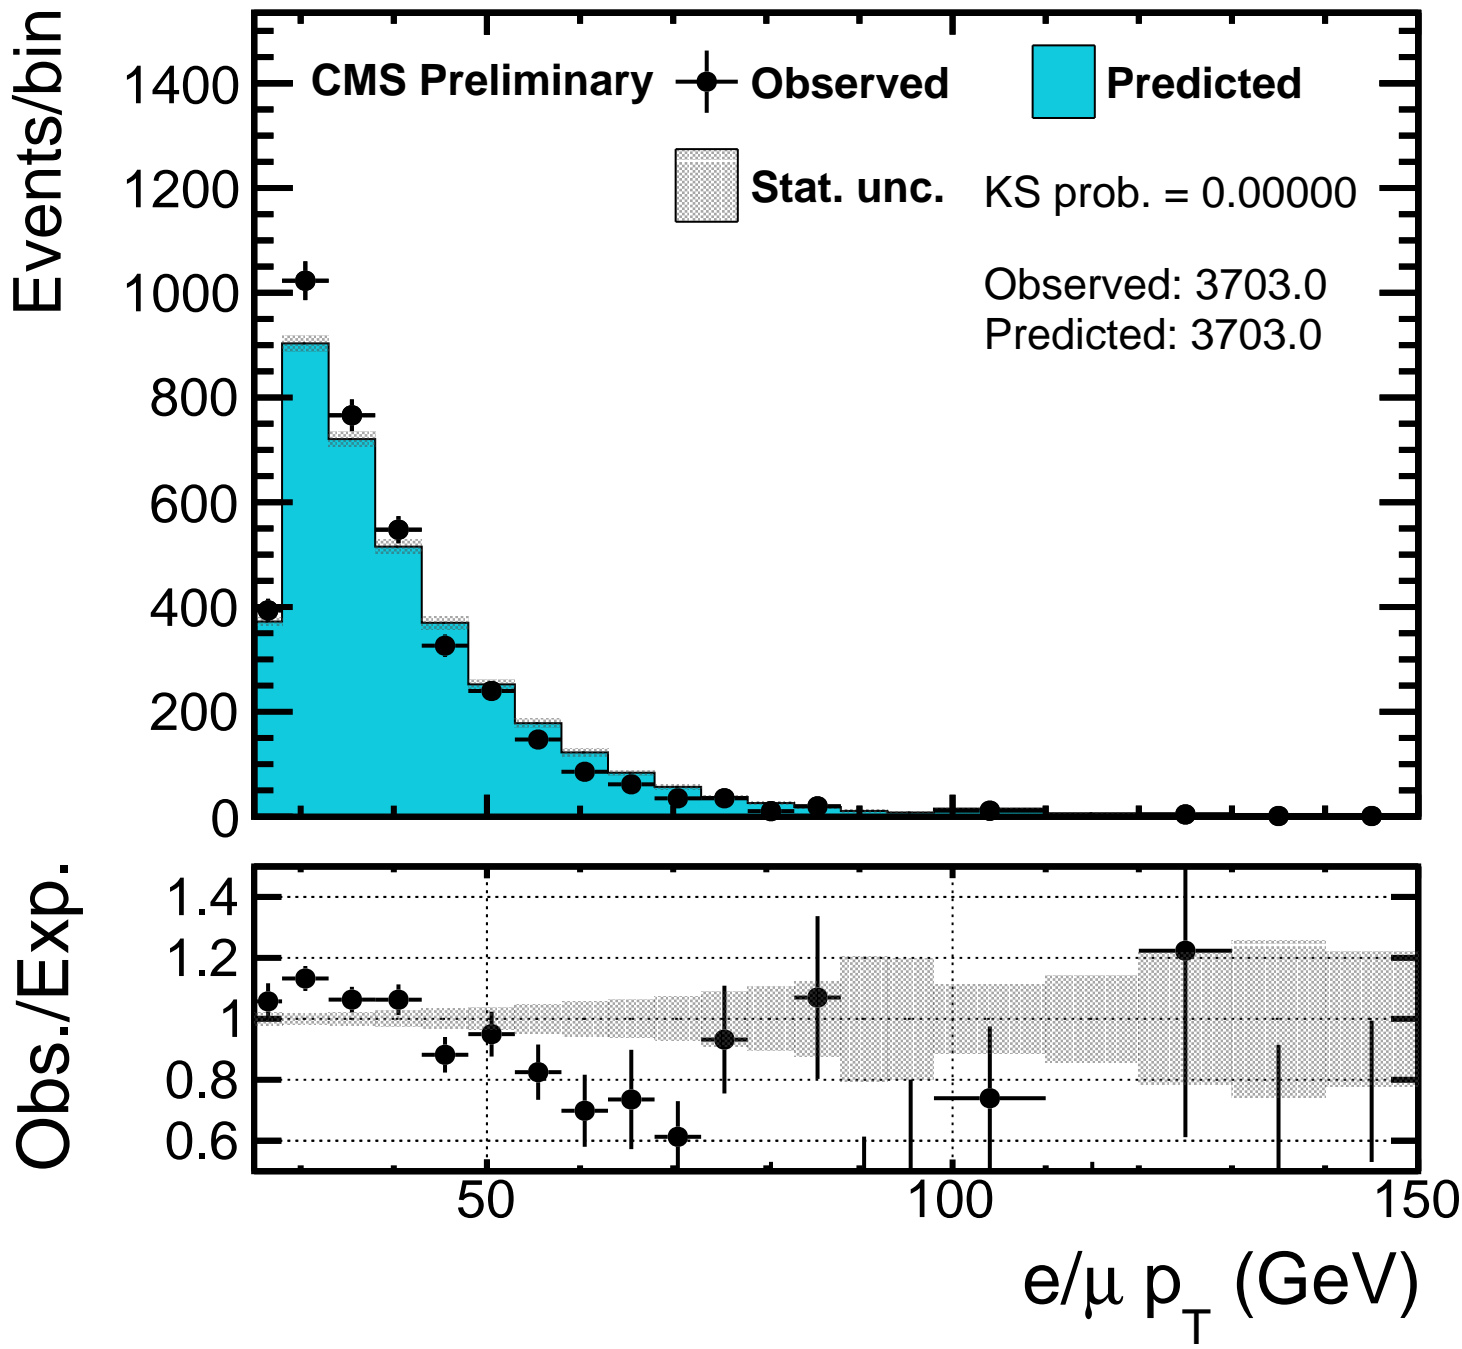 Events/bin
1400
1200
1000
800
600
400
200
0
CMS Preliminary
Observed
Predicted
Stat. unc.
KS prob. = 0.00000
Observed: 3703.0
Predicted: 3703.0
Obs./Exp.
1.4
1.2
1
0.8
0.6
50 100 150
e/μ p_T (GeV)